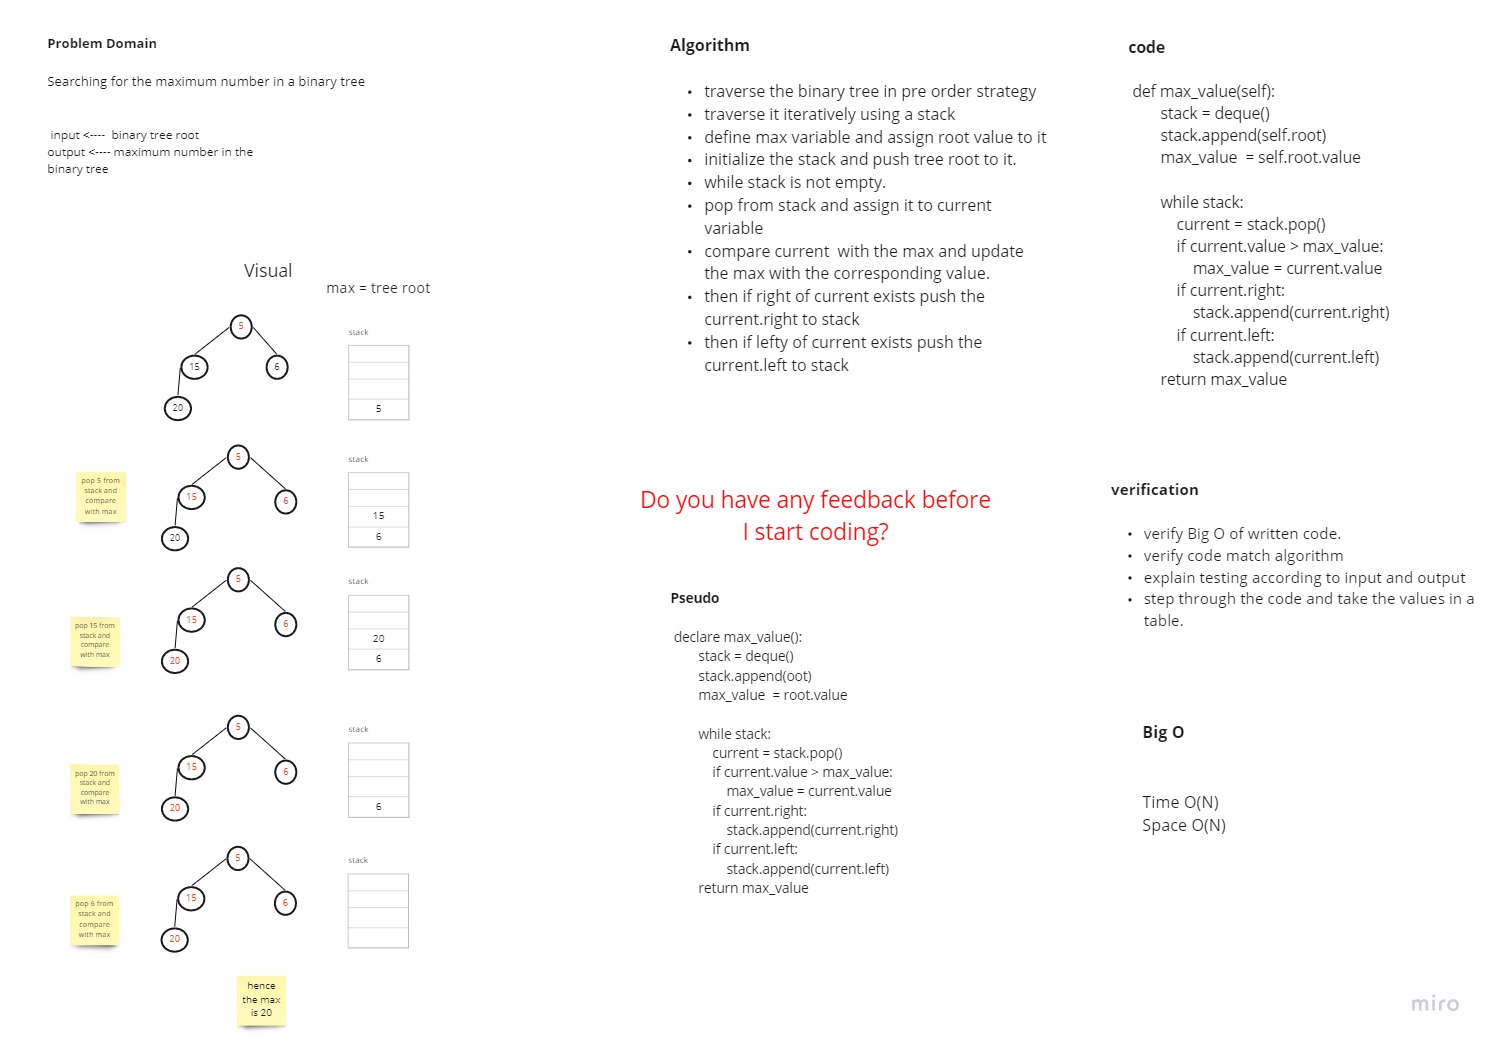 Problem Domain
Searching for the maximum number in a binary tree
input <---- binary tree root
output <---- maximum number in the
binary tree
Visual
max = tree root
5
15
6
20
stack
5
pop 5 from
stack and
compare
with max
5
15
6
20
stack
15
6
pop 15 from
stack and
compare
with max
5
15
6
20
stack
20
6
pop 20 from
stack and
compare
with max
5
15
6
20
stack
6
pop 6 from
stack and
compare
with max
5
15
6
20
stack
hence
the max
is 20
Algorithm
• traverse the binary tree in pre order strategy
• traverse it iteratively using a stack
• define max variable and assign root value to it
• initialize the stack and push tree root to it.
• while stack is not empty.
• pop from stack and assign it to current
variable
• compare current with the max and update
the max with the corresponding value.
• then if right of current exists push the
current.right to stack
• then if lefty of current exists push the
current.left to stack
Do you have any feedback before
I start coding?
Pseudo
declare max_value():
stack = deque()
stack.append(oot)
max_value = root.value
while stack:
current = stack.pop()
if current.value > max_value:
max_value = current.value
if current.right:
stack.append(current.right)
if current.left:
stack.append(current.left)
return max_value
code
def max_value(self):
stack = deque()
stack.append(self.root)
max_value = self.root.value
while stack:
current = stack.pop()
if current.value > max_value:
max_value = current.value
if current.right:
stack.append(current.right)
if current.left:
stack.append(current.left)
return max_value
verification
• verify Big O of written code.
• verify code match algorithm
• explain testing according to input and output
• step through the code and take the values in a
table.
Big O
Time O(N)
Space O(N)
miro